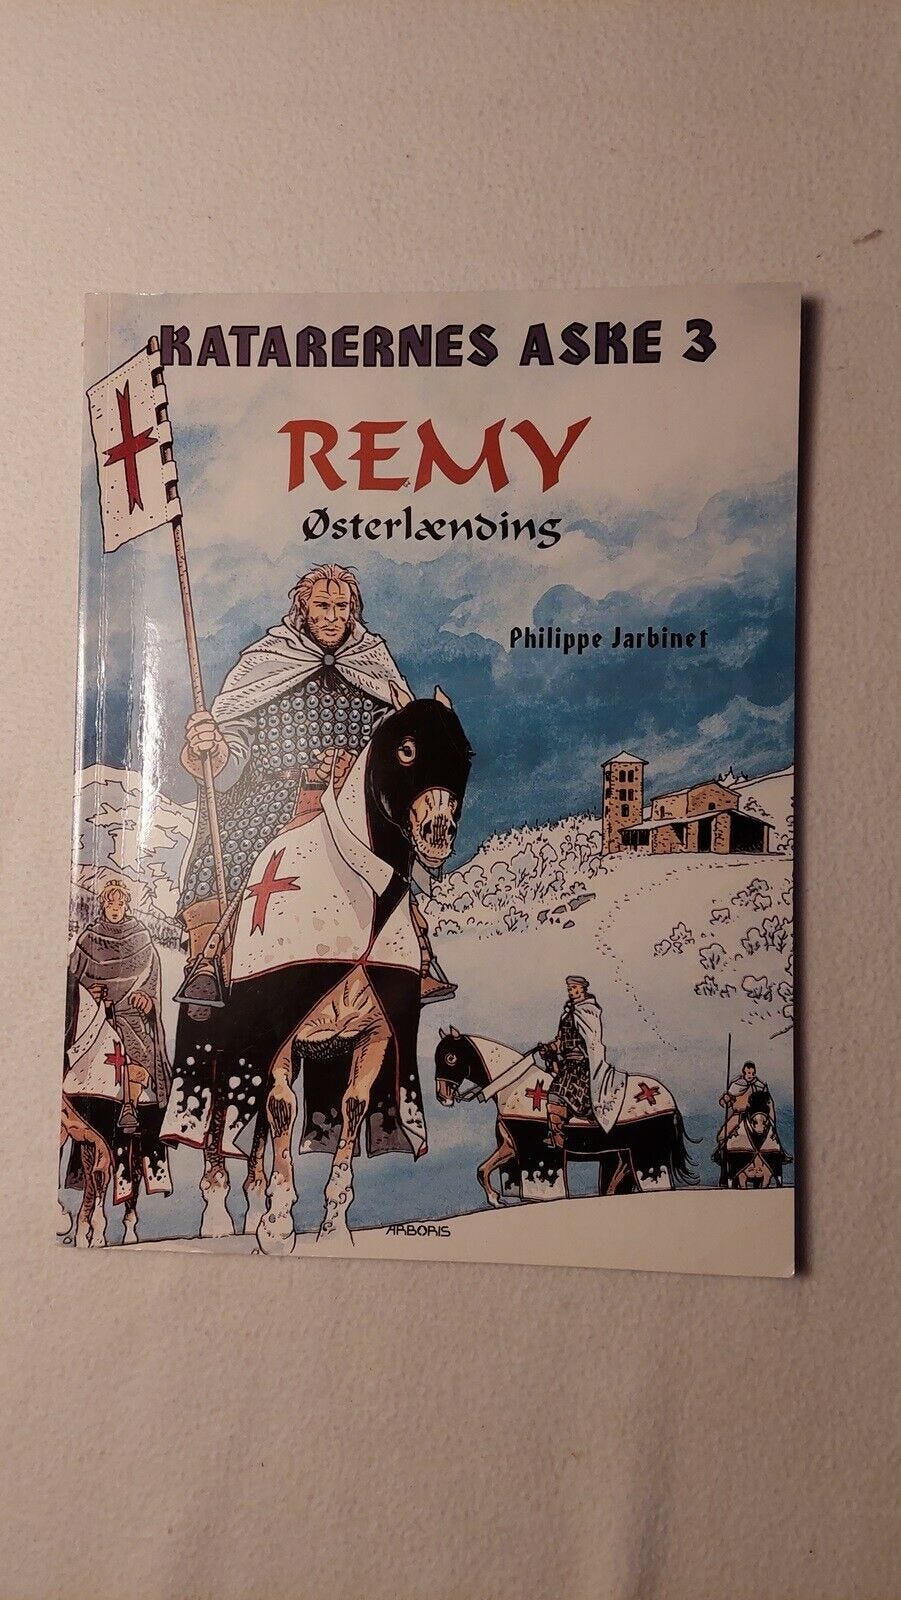 KATARERNES ASKE 3
REMY
Østerlænding
Philippe Jarbinet
ARBORIS